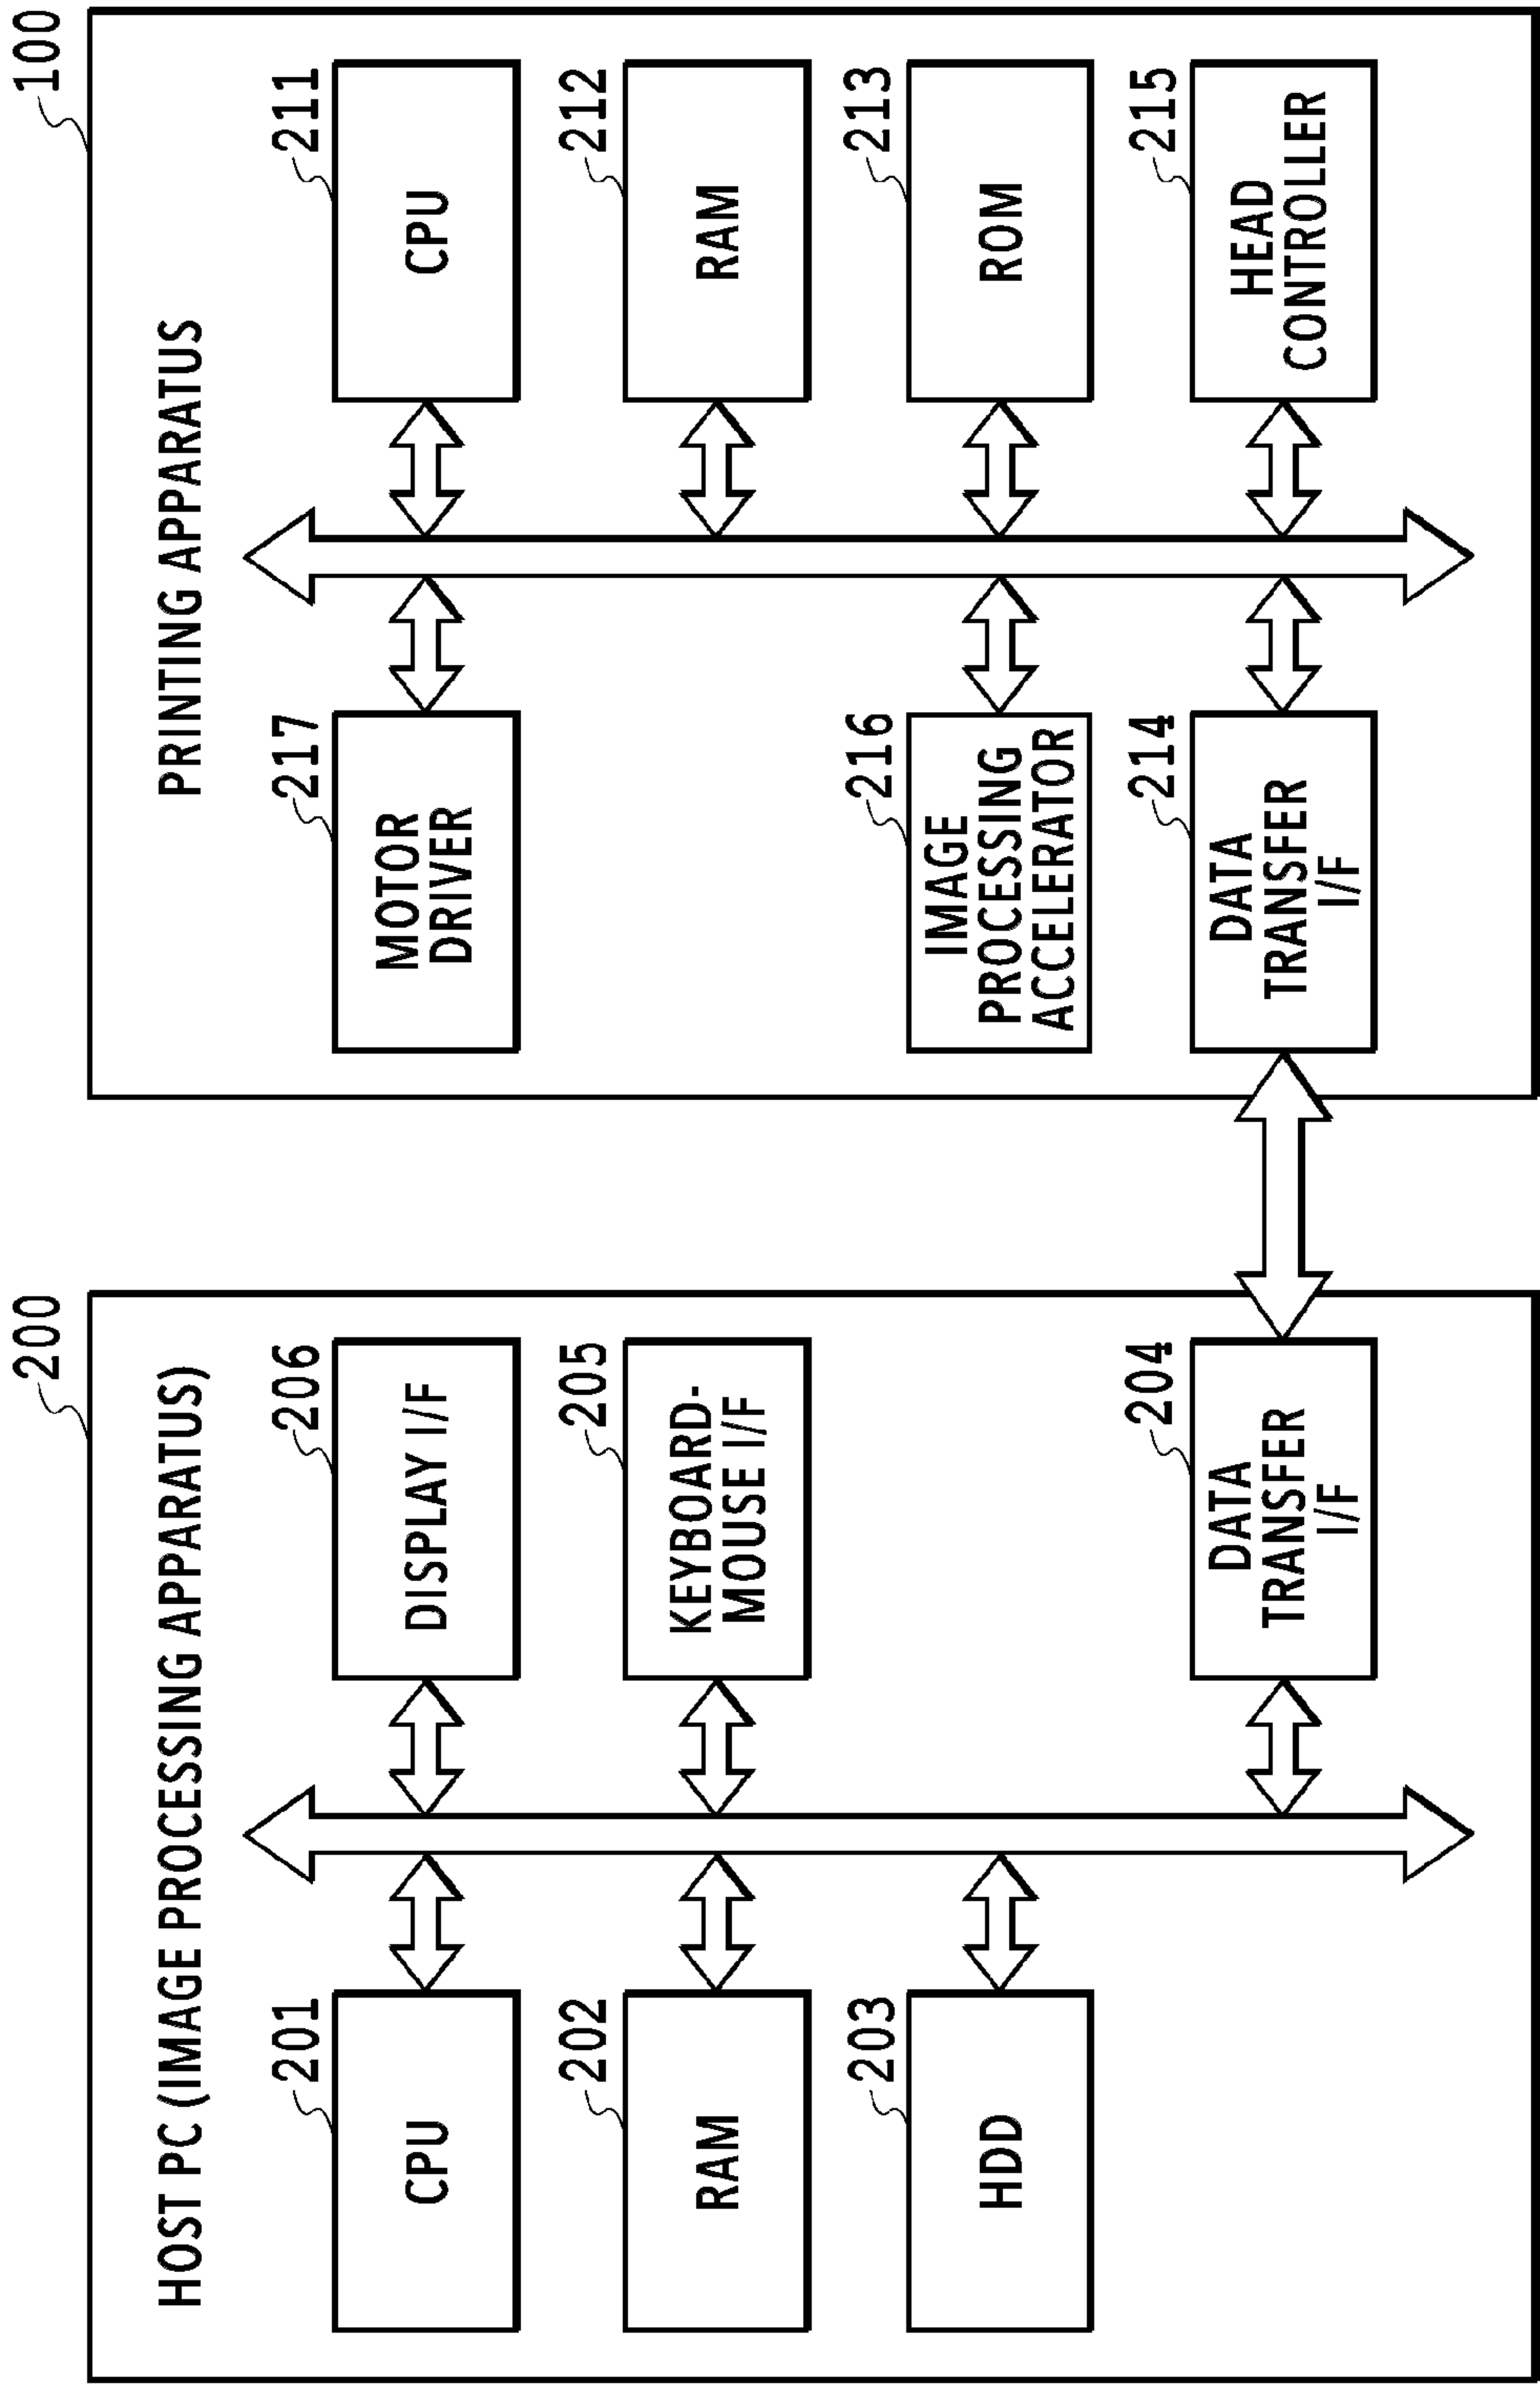 200
HOST PC (IMAGE PROCESSING APPARATUS)
201
CPU
206
DISPLAY I/F
202
RAM
205
KEYBOARD-
MOUSE I/F
203
HDD
204
DATA
TRANSFER
I/F
100
PRINTING APPARATUS
217
MOTOR
DRIVER
211
CPU
212
RAM
216
IMAGE
PROCESSING
ACCELERATOR
213
ROM
214
DATA
TRANSFER
I/F
215
HEAD
CONTROLLER